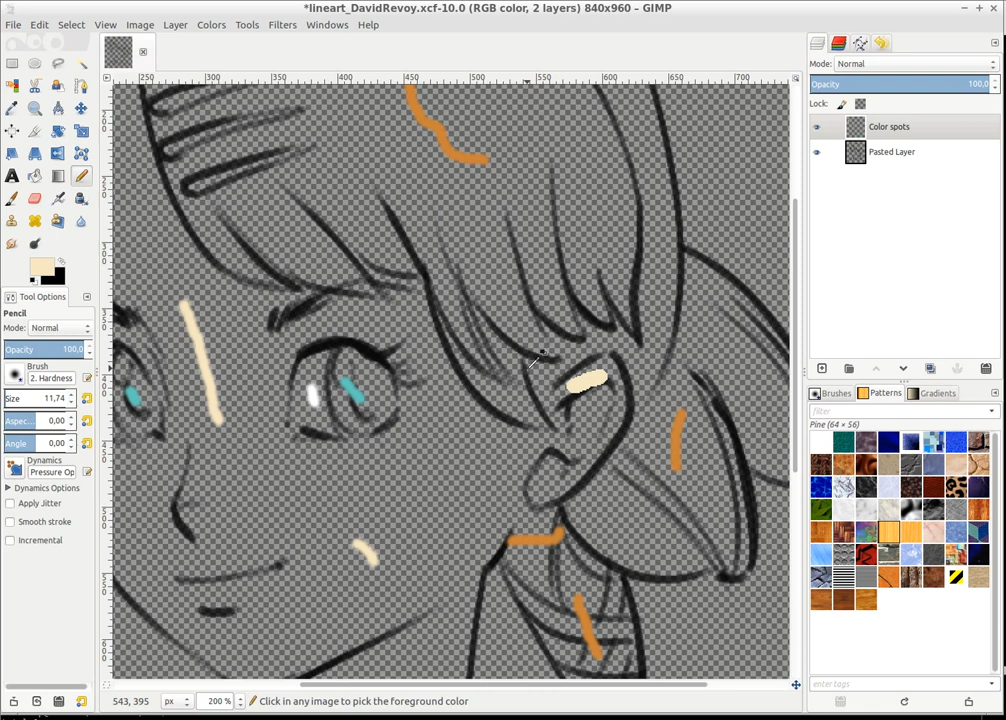 *lineart_DavidRevoy.xcf-10.0 (RGB color, 2 layers) 840x960 – GIMP
File Edit Select View Image Layer Colors Tools Filters Windows Help
Mode: Normal
Opacity 100,0
Lock:
Color spots
Pasted Layer
250 300 350 400 450 500 550 600 650 700
Tool Options
Pencil
Mode: Normal
Opacity 100,0
Brush
2. Hardness
Size 11,74
Aspec... 0,00
Angle 0,00
Dynamics
Pressure Op
Dynamics Options
Apply Jitter
Smooth stroke
Incremental
Brushes Patterns Gradients
filter
Pine (64 × 56)
enter tags
543, 395 px 200 % Click in any image to pick the foreground color